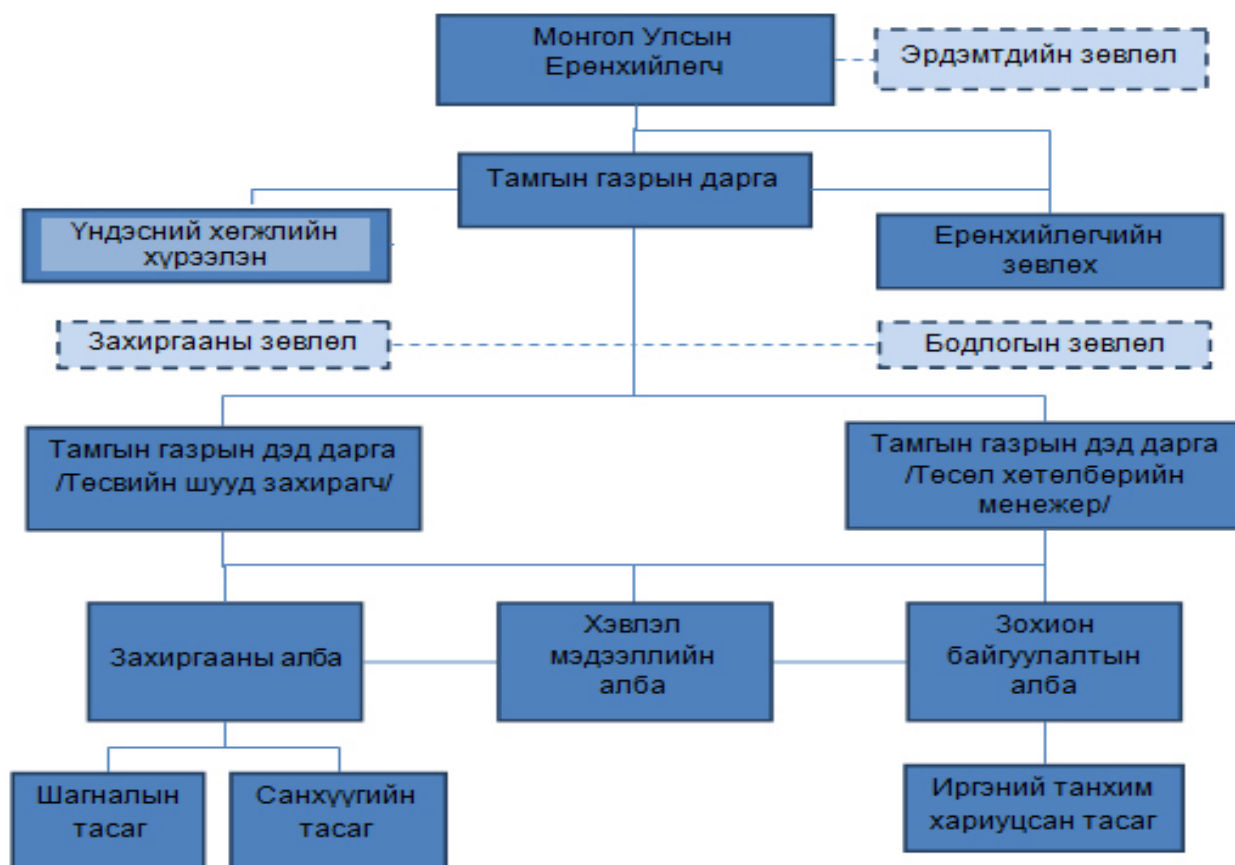 Монгол Улсын
Ерөнхийлөгч
Эрдэмтдийн зөвлөл
Тамгын газрын дарга
Үндэсний хөгжлийн
хүрээлэн
Ерөнхийлөгчийн
зөвлөх
Захиргааны зөвлөл
Бодлогын зөвлөл
Тамгын газрын дэд дарга
/Төсвийн шууд захирагч/
Тамгын газрын дэд дарга
/Төсөл хөтөлбөрийн
менежер/
Захиргааны алба
Хэвлэл
мэдээллийн
алба
Зохион
байгуулалтын
алба
Шагналын
тасаг
Санхүүгийн
тасаг
Иргэний танхим
хариуцсан тасаг